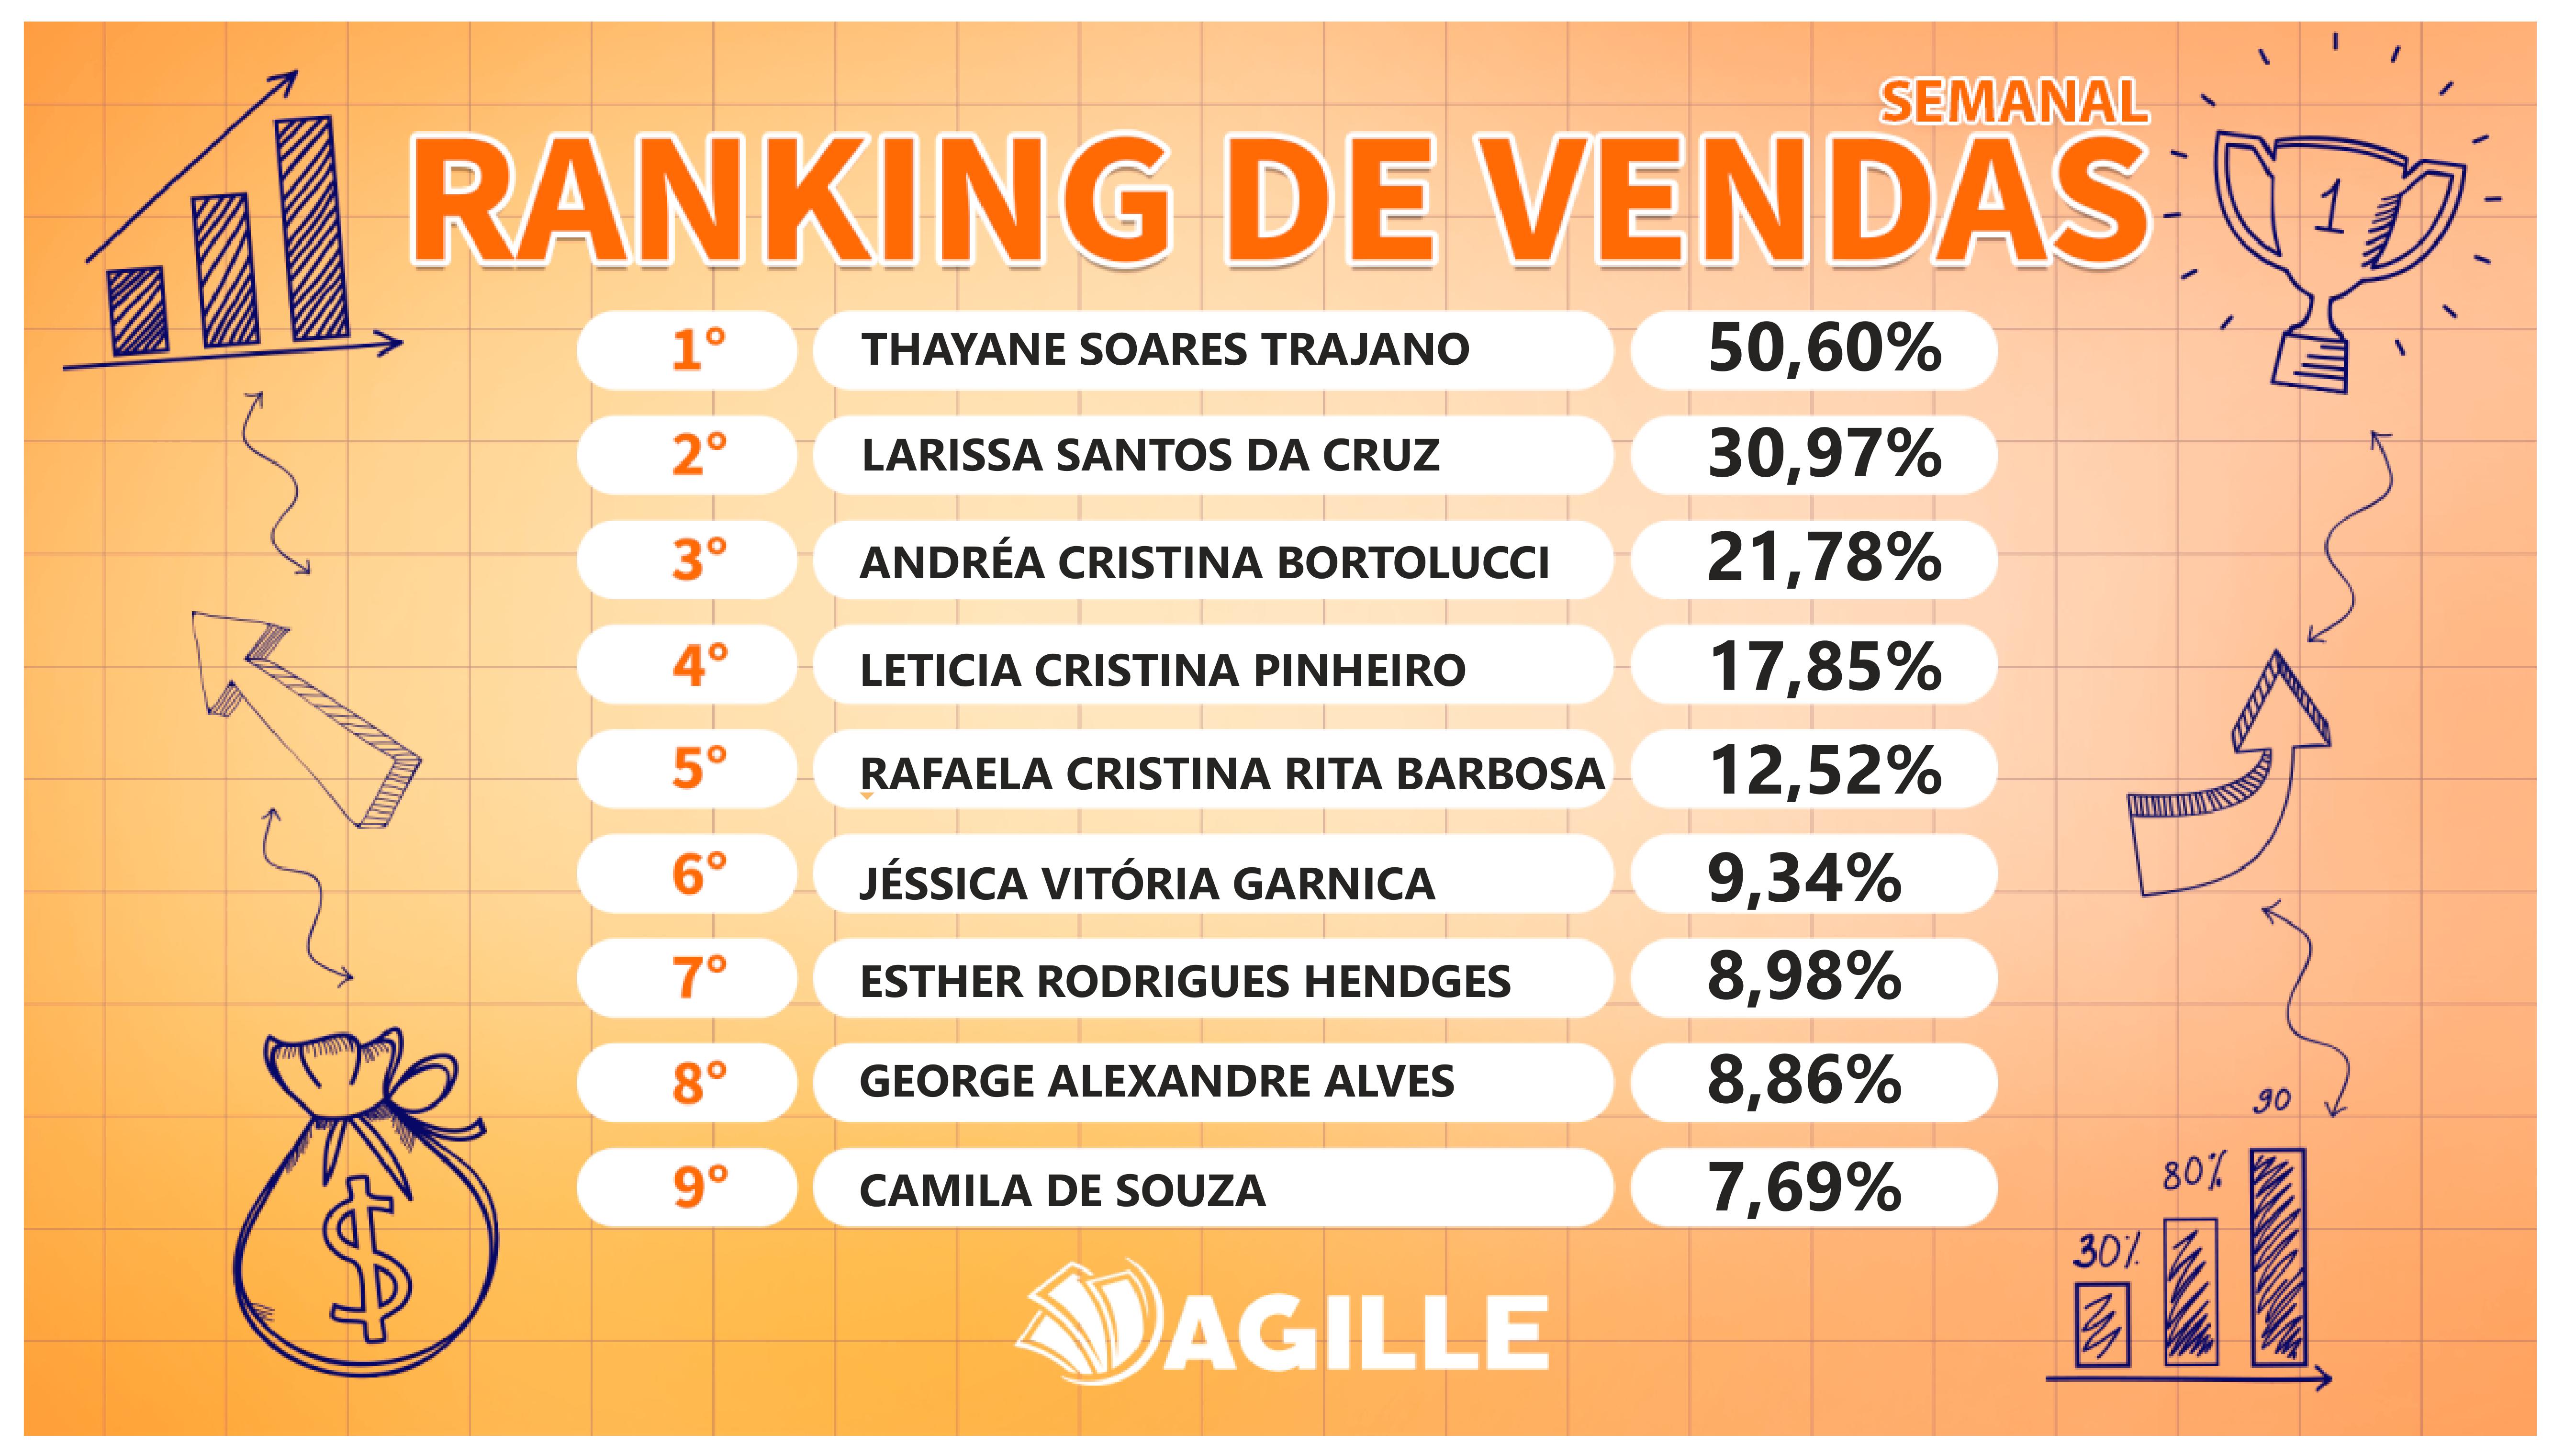 SEMANAL
RANKING DE VENDAS
1
1° THAYANE SOARES TRAJANO 50,60%
2° LARISSA SANTOS DA CRUZ 30,97%
3° ANDRÉA CRISTINA BORTOLUCCI 21,78%
4° LETICIA CRISTINA PINHEIRO 17,85%
5° RAFAELA CRISTINA RITA BARBOSA 12,52%
6° JÉSSICA VITÓRIA GARNICA 9,34%
7° ESTHER RODRIGUES HENDGES 8,98%
8° GEORGE ALEXANDRE ALVES 8,86%
9° CAMILA DE SOUZA 7,69%
$
30%
80%
90
AGILLE